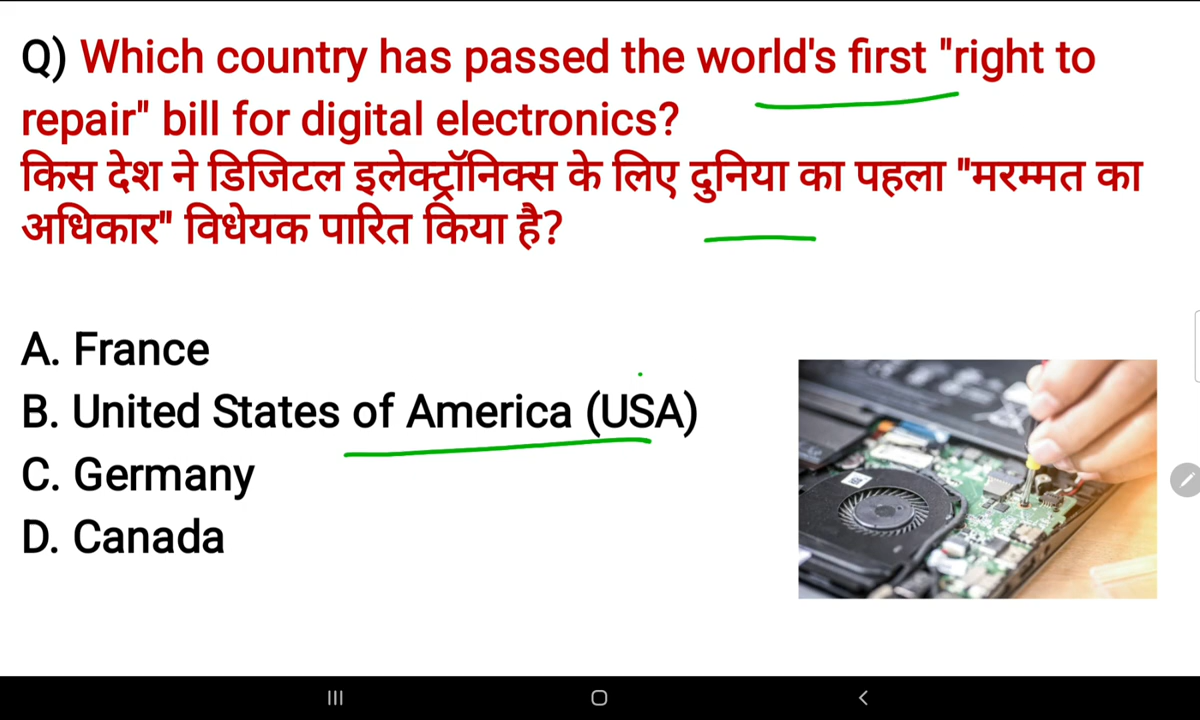 Q) Which country has passed the world's first "right to
repair" bill for digital electronics?
किस देश ने डिजिटल इलेक्ट्रॉनिक्स के लिए दुनिया का पहला "मरम्मत का
अधिकार" विधेयक पारित किया है?
A. France
B. United States of America (USA)
C. Germany
D. Canada